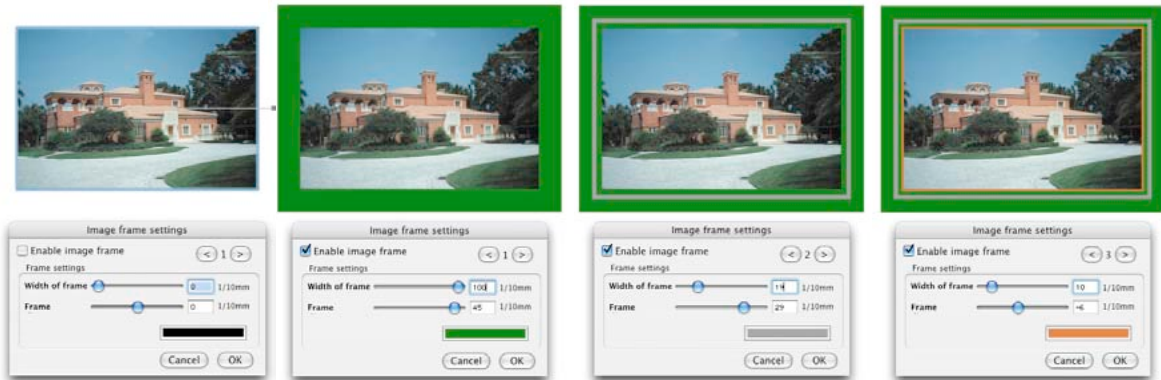 Image frame settings
Enable image frame
< 1 >
Frame settings
Width of frame 0 1/10mm
Frame 0 1/10mm
Cancel OK
Image frame settings
Enable image frame
< 1 >
Frame settings
Width of frame 100 1/10mm
Frame 45 1/10mm
Cancel OK
Image frame settings
Enable image frame
< 2 >
Frame settings
Width of frame 19 1/10mm
Frame 29 1/10mm
Cancel OK
Image frame settings
Enable image frame
< 3 >
Frame settings
Width of frame 10 1/10mm
Frame -6 1/10mm
Cancel OK